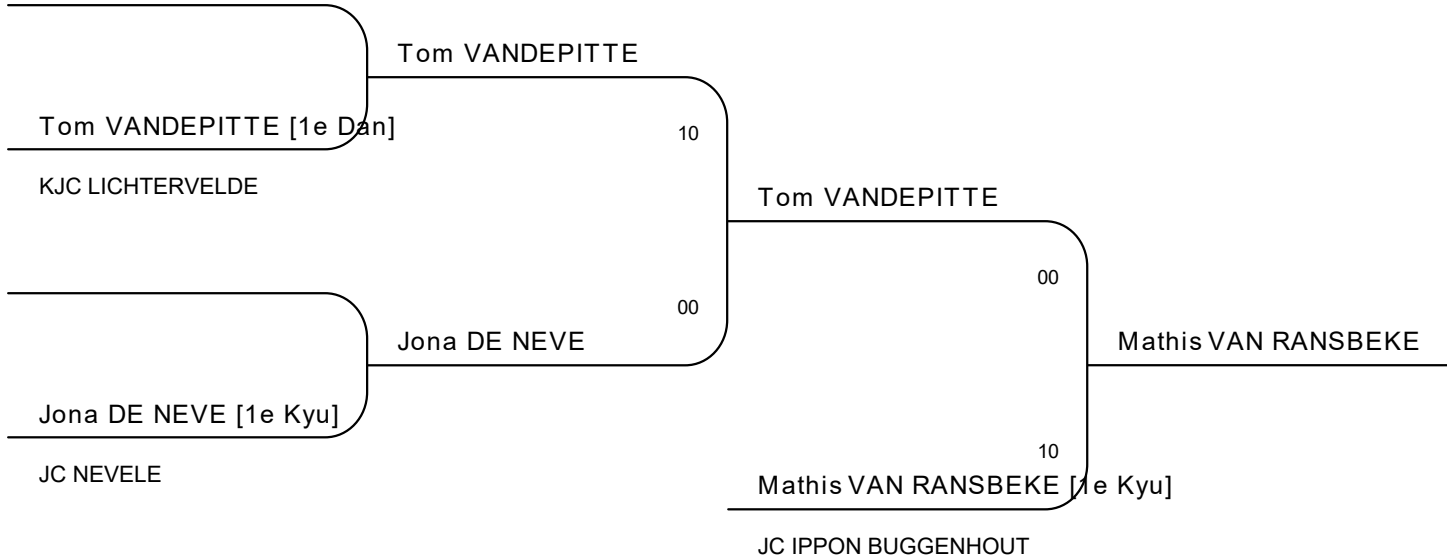 Tom VANDEPITTE
Tom VANDEPITTE [1e Dan]
10
KJC LICHTERVELDE
Tom VANDEPITTE
00
00
Jona DE NEVE
Mathis VAN RANSBEKE
Jona DE NEVE [1e Kyu]
10
JC NEVELE
Mathis VAN RANSBEKE [1e Kyu]
JC IPPON BUGGENHOUT